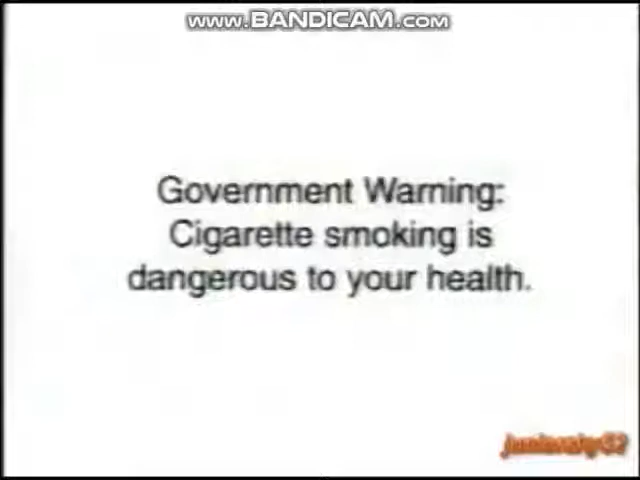 www.BANDICAM.com
Government Warning:
Cigarette smoking is
dangerous to your health.